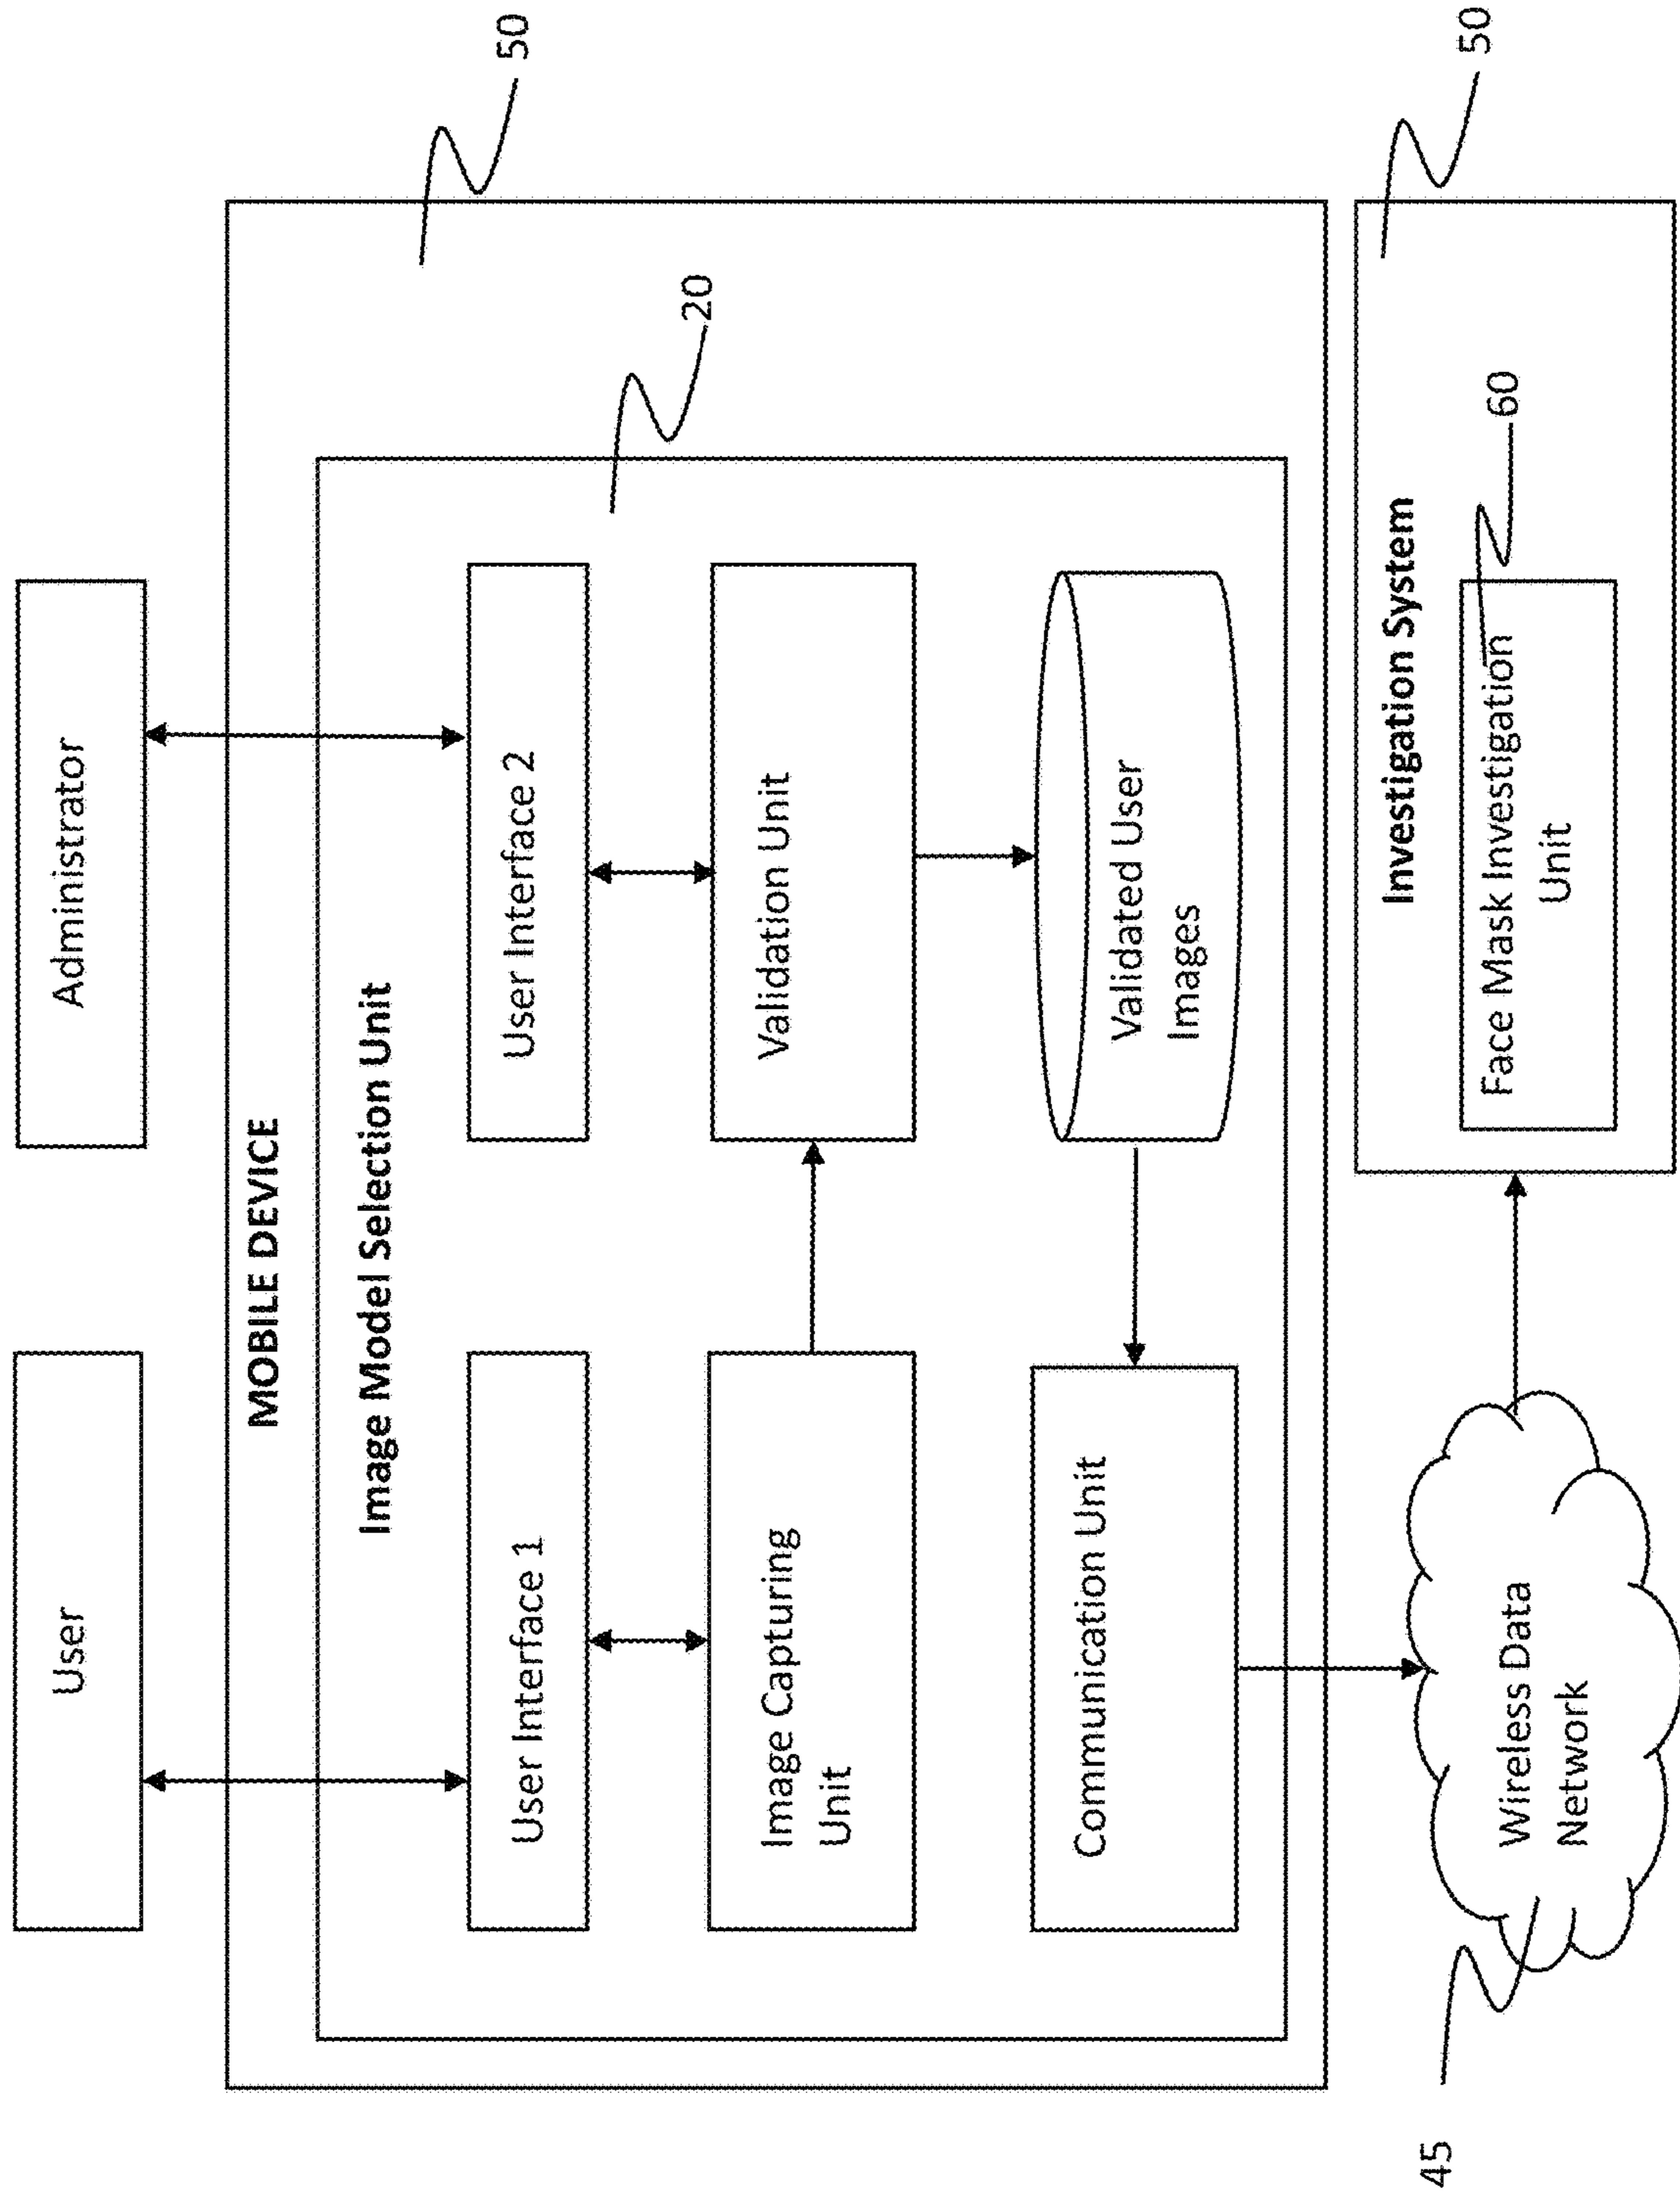 User
Administrator
MOBILE DEVICE
50
Image Model Selection Unit
20
User Interface 1
User Interface 2
Image Capturing
Unit
Validation Unit
Communication Unit
Validated User
Images
45
Wireless Data
Network
Investigation System
50
Face Mask Investigation
Unit
60